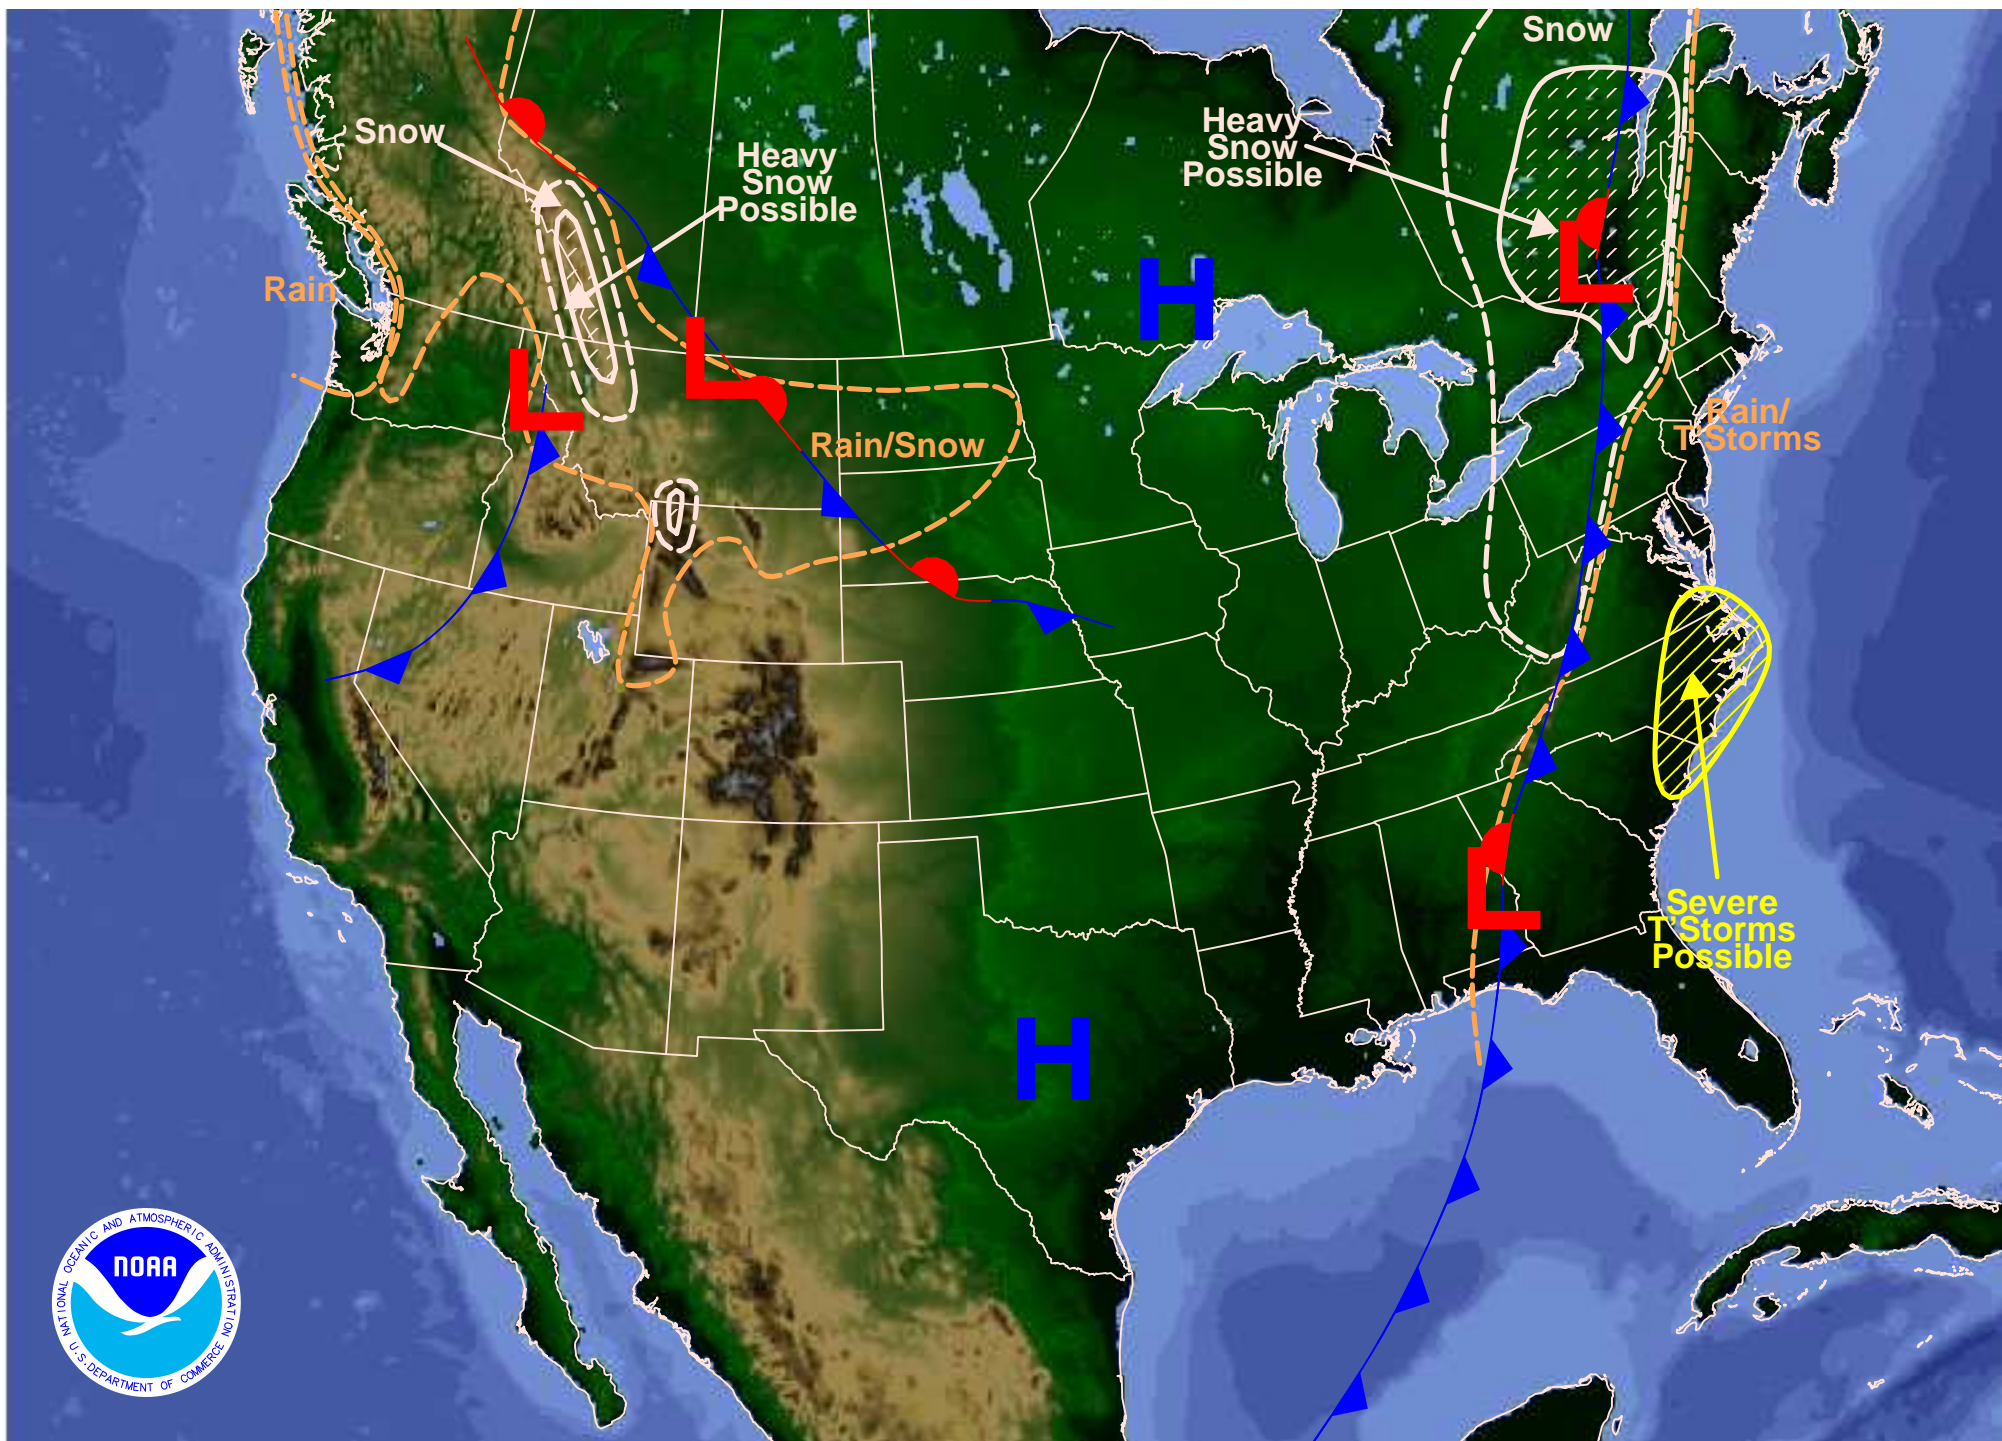 Snow
Snow
Heavy
Snow
Possible
Heavy
Snow
Possible
H
L
Rain
L
L
Rain/Snow
Rain/
T'Storms
L
Severe
T'Storms
Possible
H
NATIONAL OCEANIC AND ATMOSPHERIC ADMINISTRATION
NOAA
U.S. DEPARTMENT OF COMMERCE